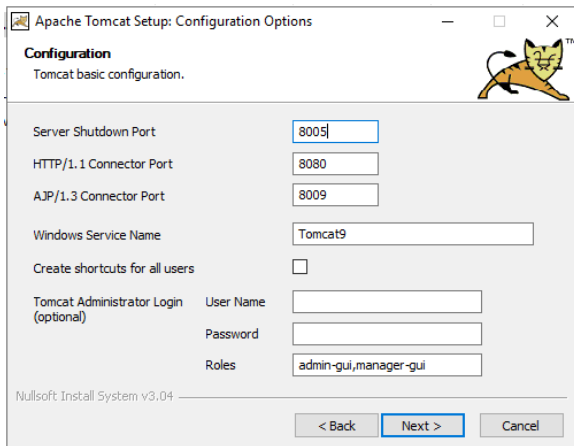 Apache Tomcat Setup: Configuration Options
Configuration
Tomcat basic configuration.
TM
Server Shutdown Port 8005
HTTP/1.1 Connector Port 8080
AJP/1.3 Connector Port 8009
Windows Service Name Tomcat9
Create shortcuts for all users
Tomcat Administrator Login (optional)
User Name
Password
Roles admin-gui,manager-gui
Nullsoft Install System v3.04
< Back Next > Cancel